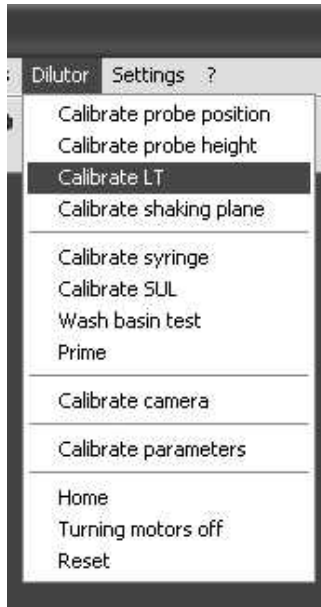 Dilutor Settings ?
Calibrate probe position
Calibrate probe height
Calibrate LT
Calibrate shaking plane
Calibrate syringe
Calibrate SUL
Wash basin test
Prime
Calibrate camera
Calibrate parameters
Home
Turning motors off
Reset